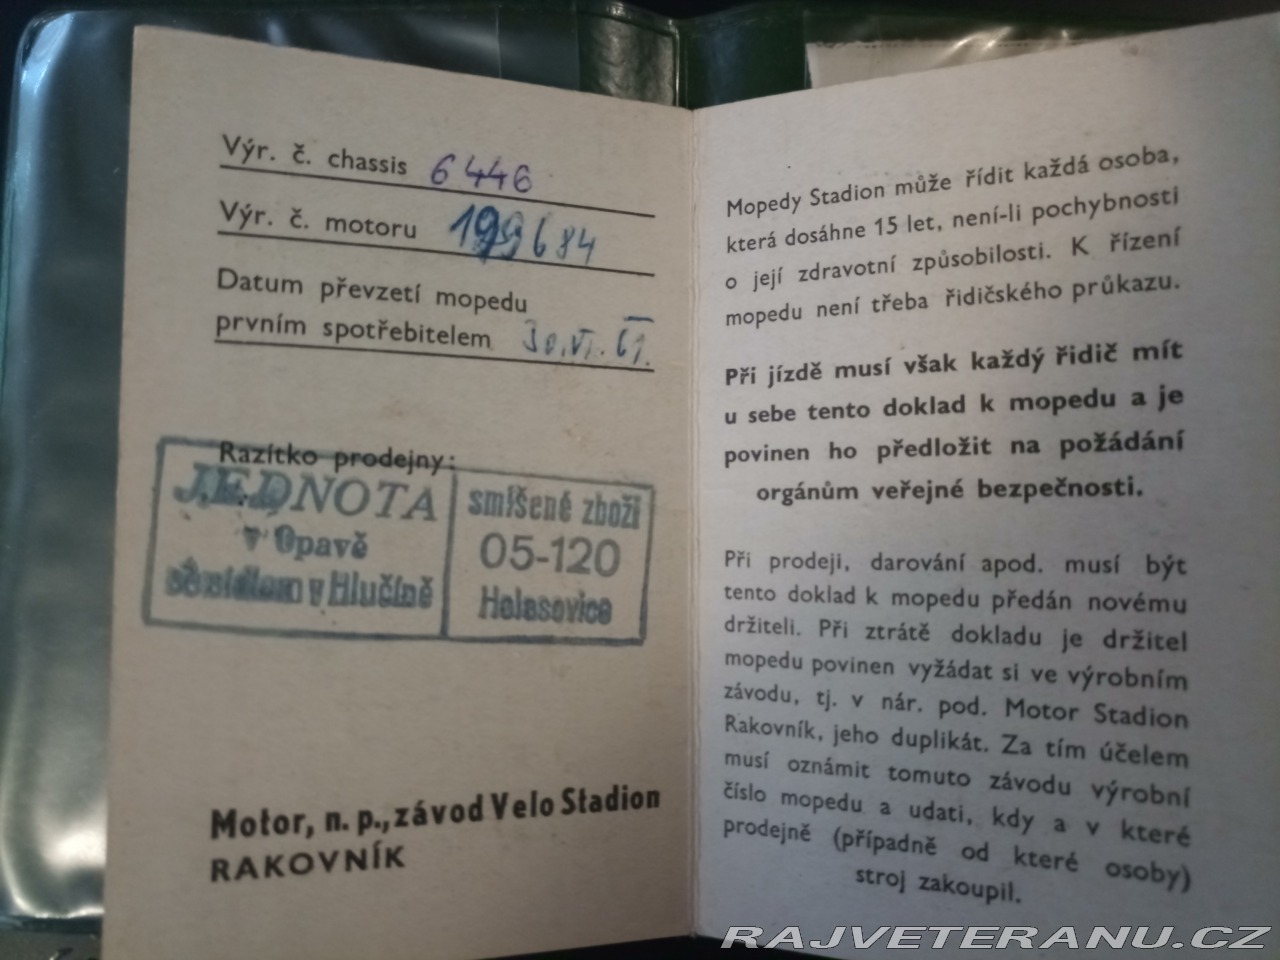 Výr. č. chassis 6446
Výr. č. motoru 199684
Datum převzetí mopedu
prvním spotřebitelem 30.VI.61.
Razítko prodejny:
JEDNOTA
v Opavě
se sídlem v Hlučíně
smíšené zboží
05-120
Holasovice
Motor, n. p., závod Velo Stadion
RAKOVNÍK
Mopedy Stadion může řídit každá osoba,
která dosáhne 15 let, není-li pochybnosti
o její zdravotní způsobilosti. K řízení
mopedu není třeba řidičského průkazu.
Při jízdě musí však každý řidič mít
u sebe tento doklad k mopedu a je
povinen ho předložit na požádání
orgánům veřejné bezpečnosti.
Při prodeji, darování apod. musí být
tento doklad k mopedu předán novému
držiteli. Při ztrátě dokladu je držitel
mopedu povinen vyžádat si ve výrobním
závodu, tj. v nár. pod. Motor Stadion
Rakovník, jeho duplikát. Za tím účelem
musí oznámit tomuto závodu výrobní
číslo mopedu a udati, kdy a v které
prodejně (případně od které osoby)
stroj zakoupil.
RAJVETERANU.CZ